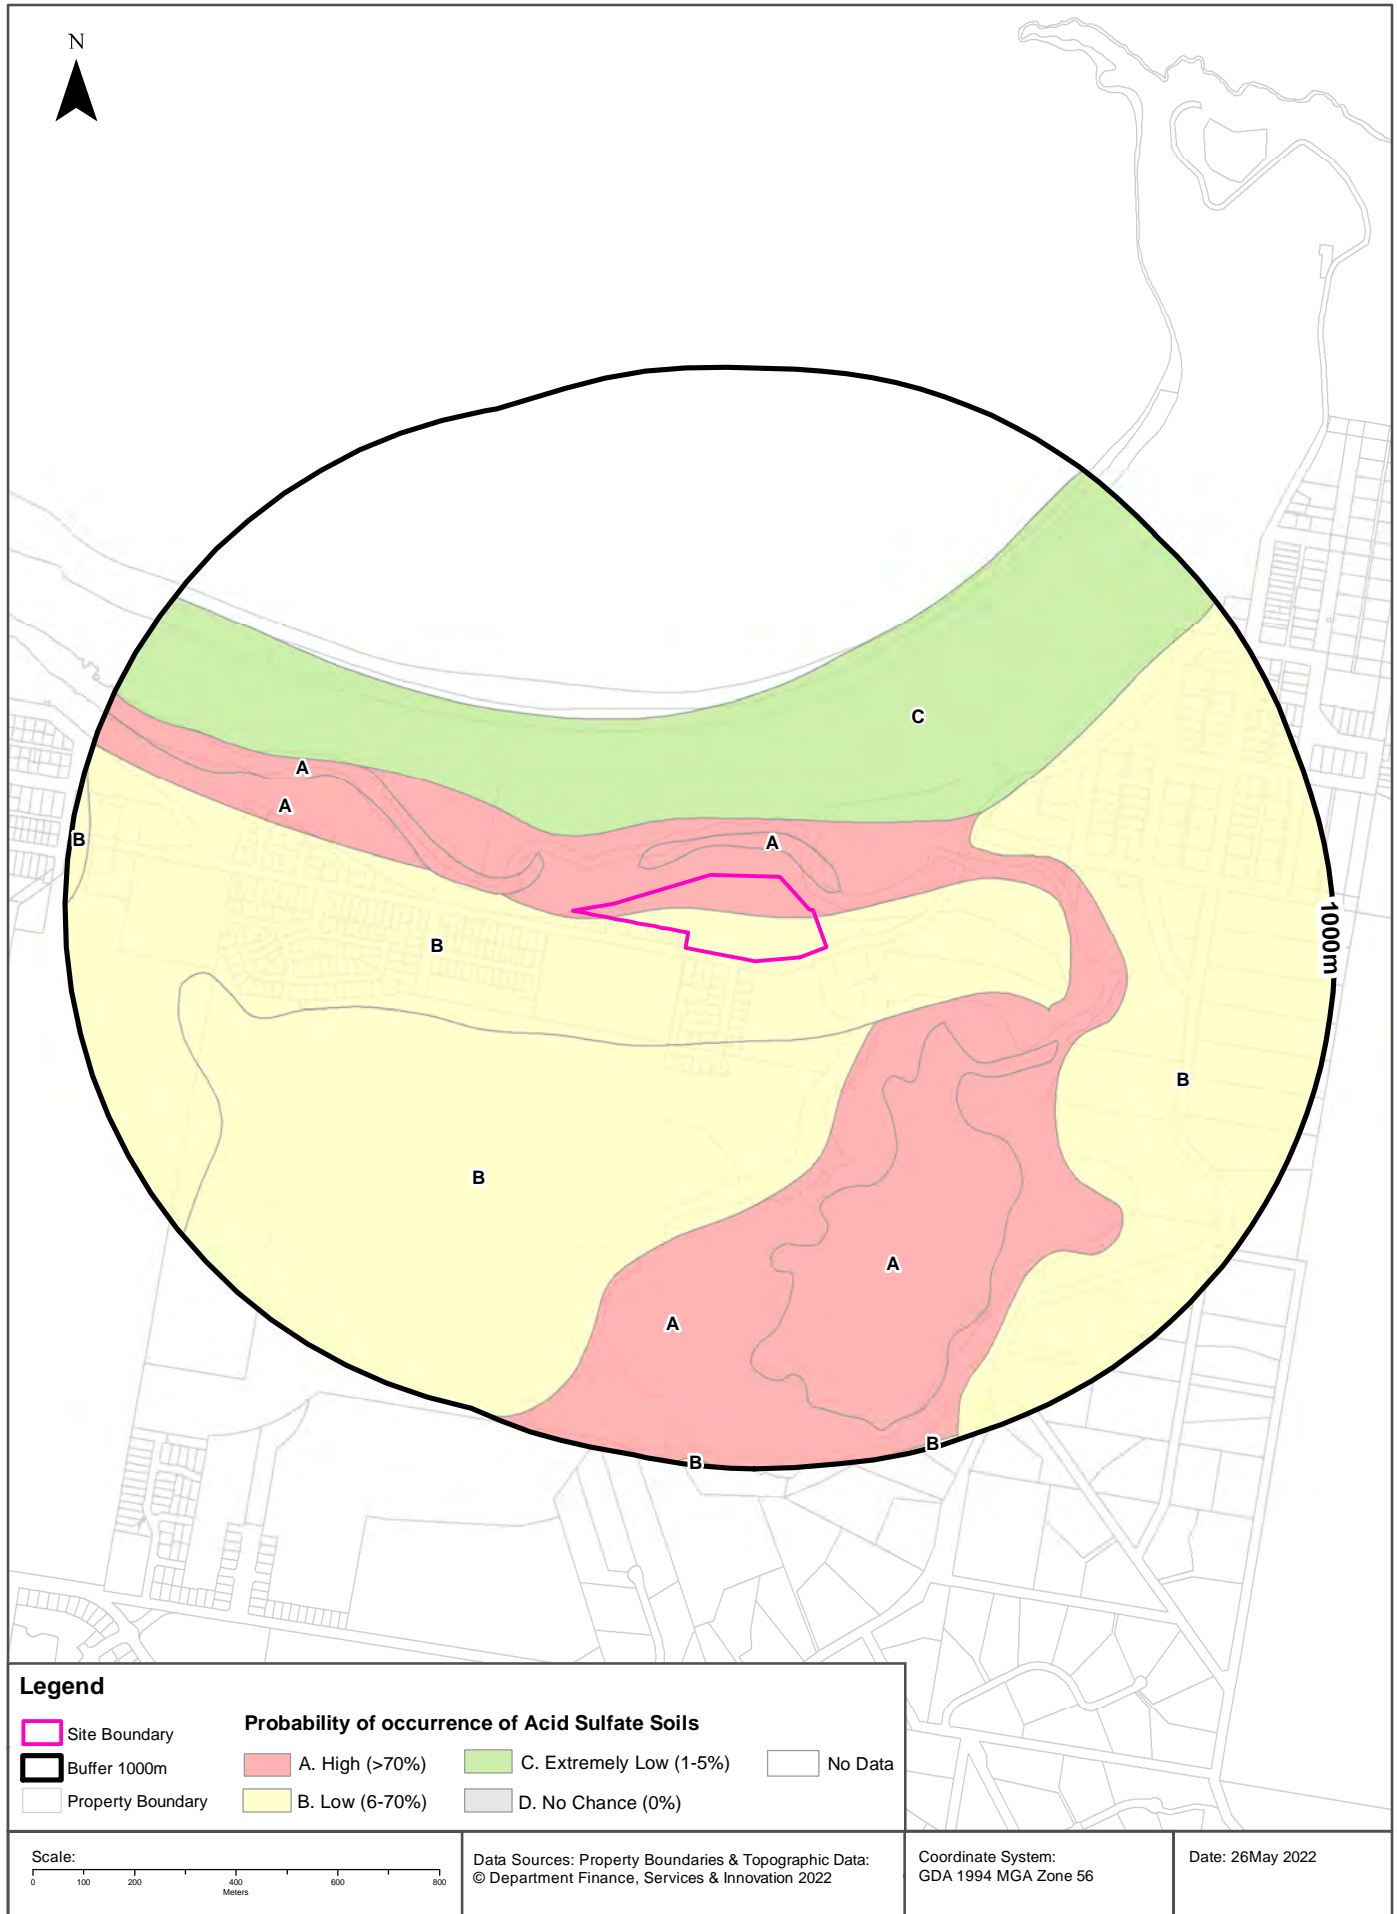 N
C
A
A
A
B
B
1000m
B
B
A
A
B
B
Legend
Site Boundary
Buffer 1000m
Property Boundary
Probability of occurrence of Acid Sulfate Soils
A. High (>70%)
B. Low (6-70%)
C. Extremely Low (1-5%)
D. No Chance (0%)
No Data
Scale:
0 100 200 400 600 800
Meters
Data Sources: Property Boundaries & Topographic Data:
© Department Finance, Services & Innovation 2022
Coordinate System:
GDA 1994 MGA Zone 56
Date: 26May 2022